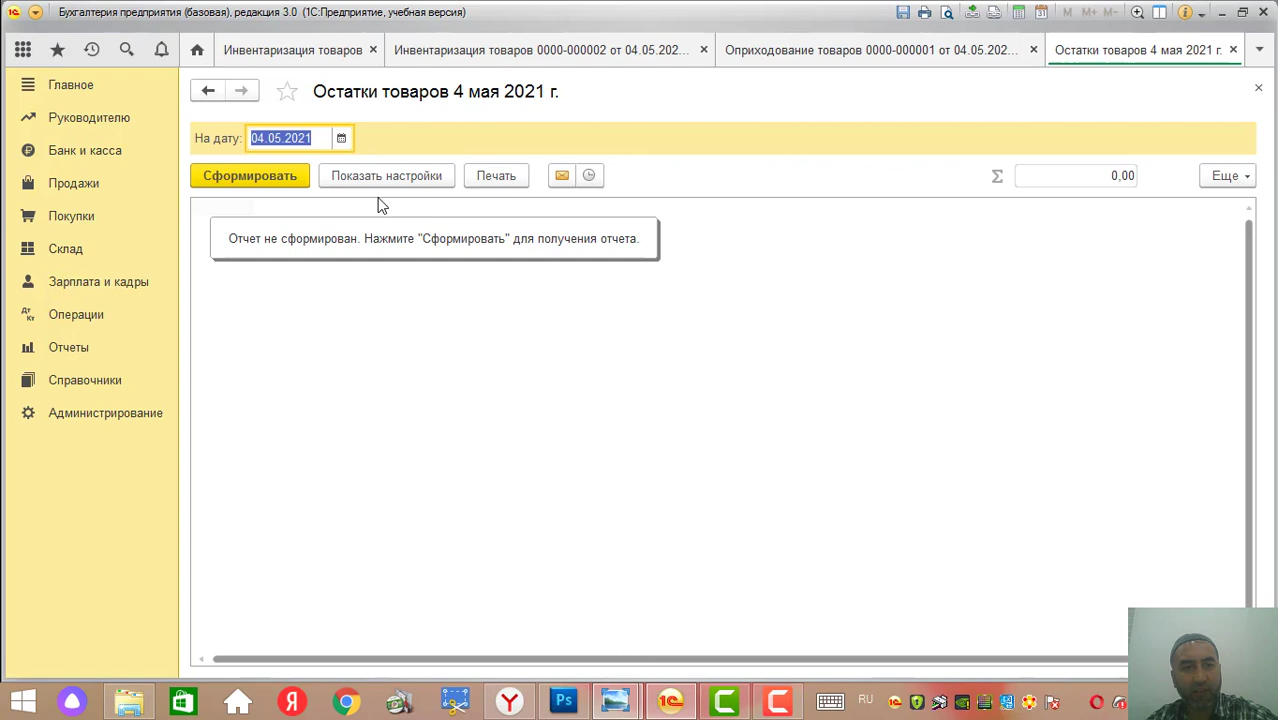 Бухгалтерия предприятия (базовая), редакция 3.0 (1С:Предприятие, учебная версия)
M M+ M-
Инвентаризация товаров
Инвентаризация товаров 0000-000002 от 04.05.202...
Оприходование товаров 0000-000001 от 04.05.202...
Остатки товаров 4 мая 2021 г.
Главное
Руководителю
Банк и касса
Продажи
Покупки
Склад
Зарплата и кадры
Дт Кт Операции
Отчеты
Справочники
Администрирование
Остатки товаров 4 мая 2021 г.
На дату: 04.05.2021
Сформировать Показать настройки Печать Σ 0,00 Еще
Отчет не сформирован. Нажмите "Сформировать" для получения отчета.
RU